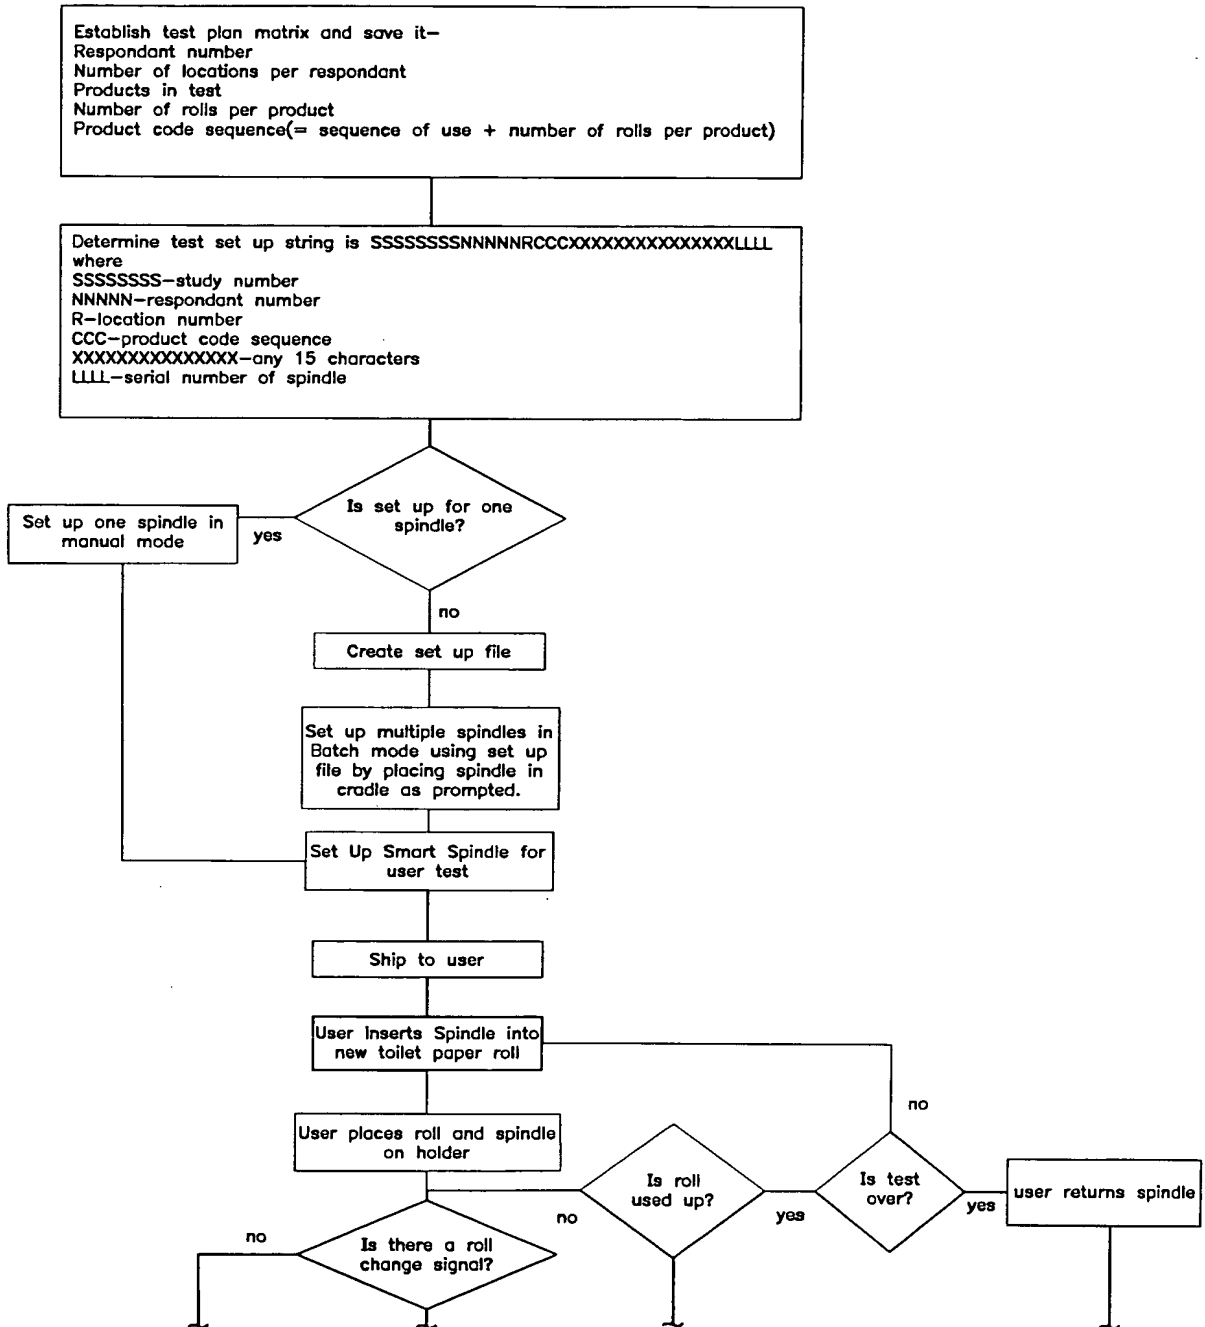 Establish test plan matrix and save it—
Respondant number
Number of locations per respondant
Products in test
Number of rolls per product
Product code sequence(= sequence of use + number of rolls per product)
Determine test set up string is SSSSSSSSNNNNNRCCCXXXXXXXXXXXXXXXLLLL
where
SSSSSSSS—study number
NNNNN—respondant number
R—location number
CCC—product code sequence
XXXXXXXXXXXXXXX—any 15 characters
LLLL—serial number of spindle
Is set up for one
spindle?
yes
Set up one spindle in
manual mode
no
Create set up file
Set up multiple spindles in
Batch mode using set up
file by placing spindle in
cradle as prompted.
Set Up Smart Spindle for
user test
Ship to user
User Inserts Spindle into
new toilet paper roll
no
User places roll and spindle
on holder
Is roll
used up?
Is test
over?
user returns spindle
no
yes
yes
no
Is there a roll
change signal?